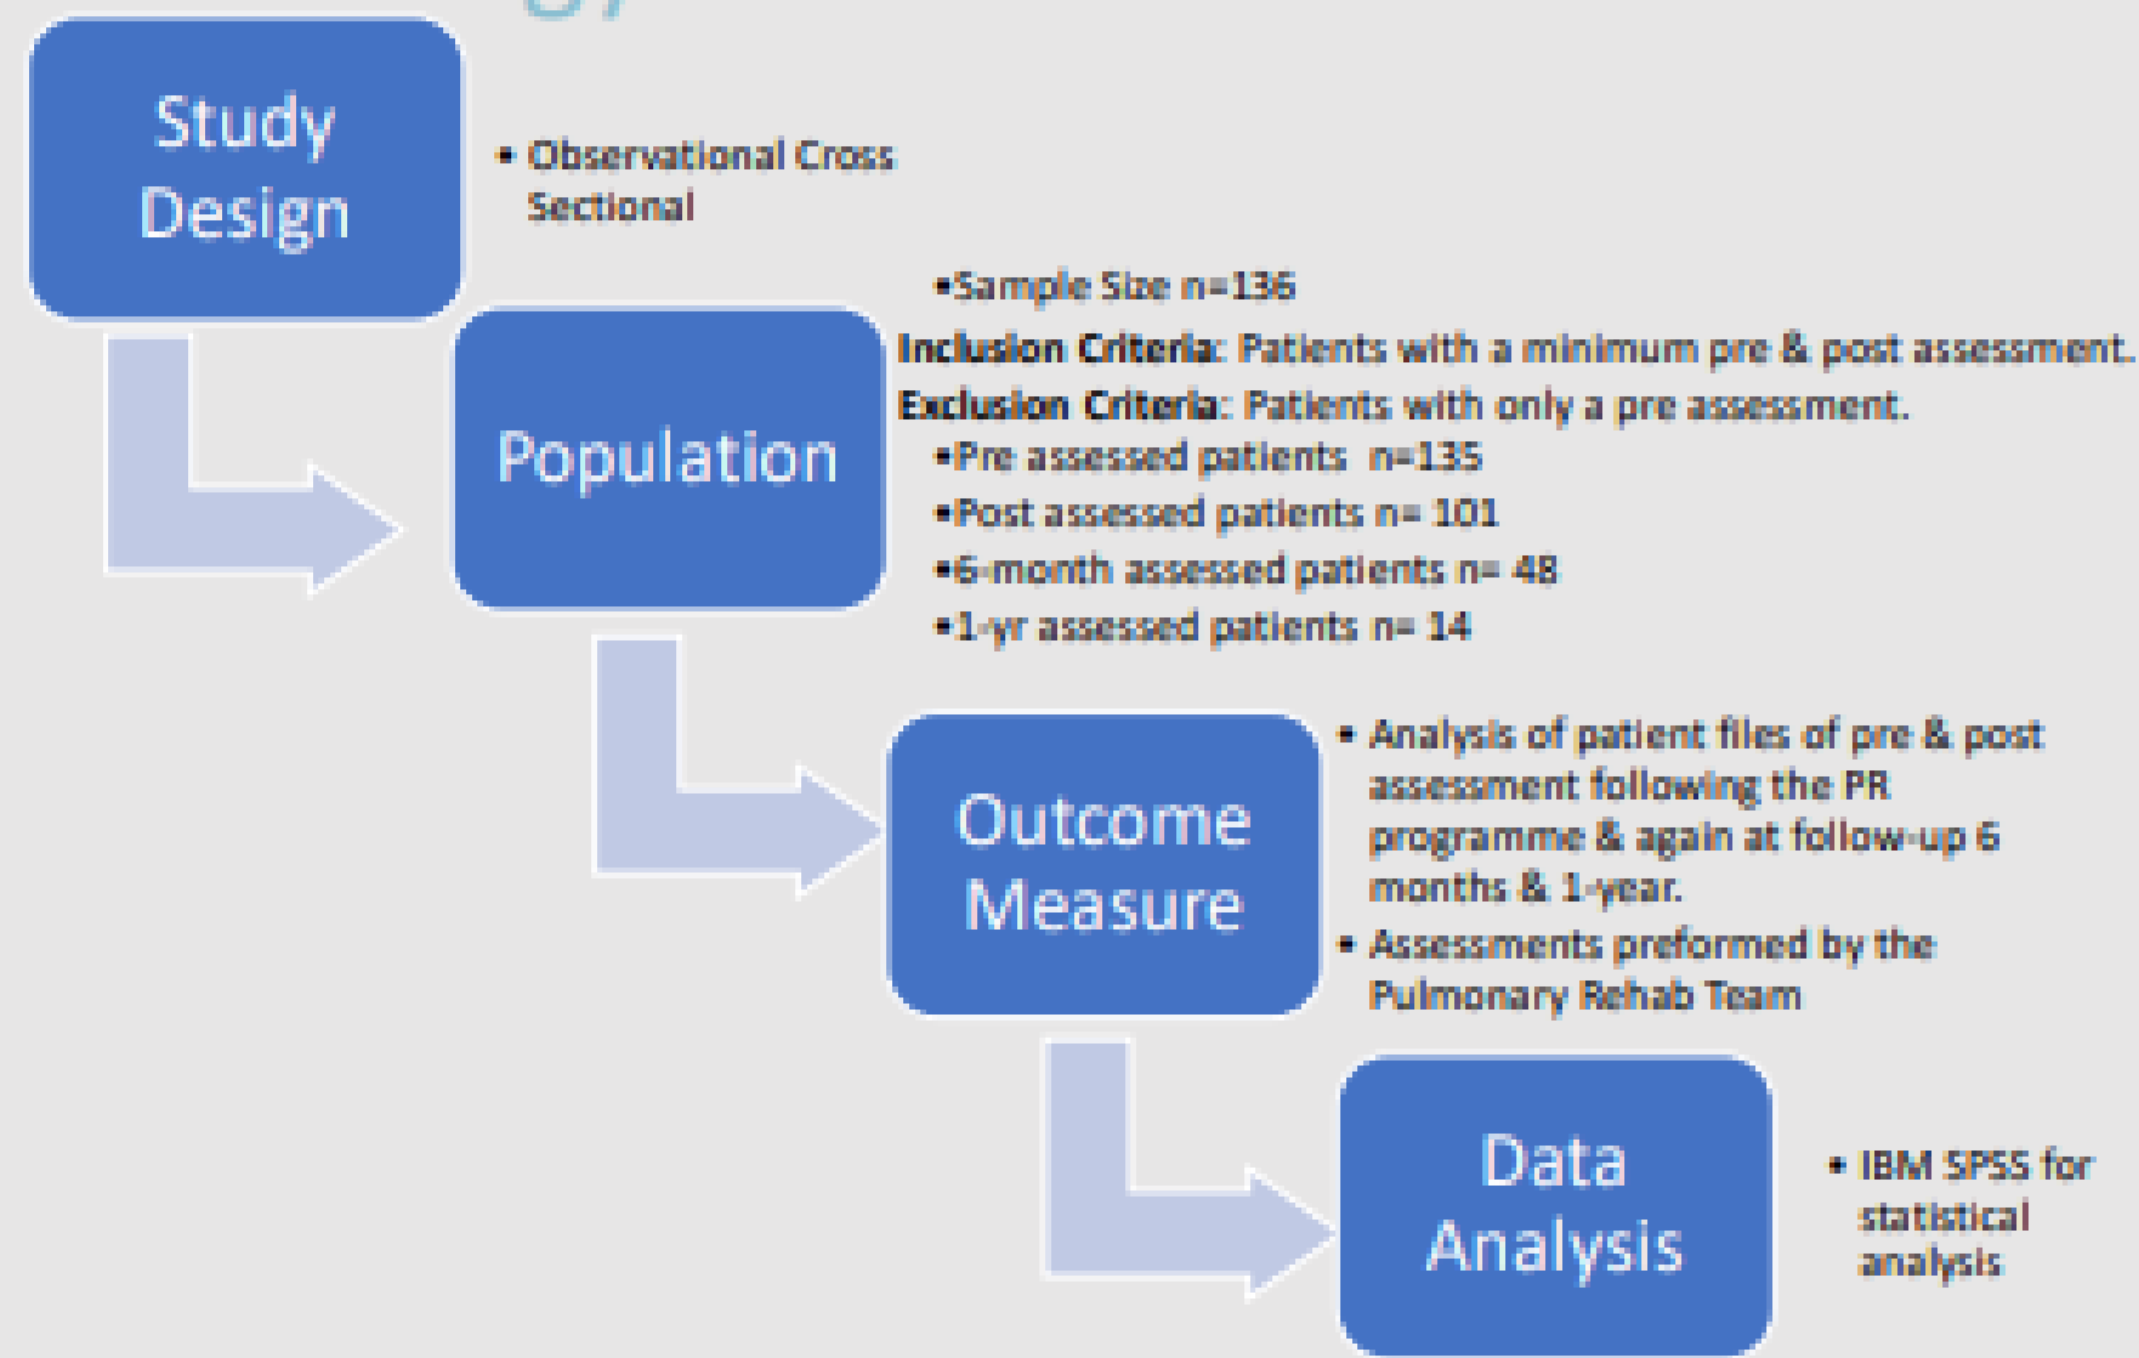 Study
Design
• Observational Cross
Sectional
Population
•Sample Size n=136
Inclusion Criteria: Patients with a minimum pre & post assessment.
Exclusion Criteria: Patients with only a pre assessment.
•Pre assessed patients n=135
•Post assessed patients n= 101
•6-month assessed patients n= 48
•1-yr assessed patients n= 14
Outcome
Measure
• Analysis of patient files of pre & post
assessment following the PR
programme & again at follow-up 6
months & 1-year.
• Assessments preformed by the
Pulmonary Rehab Team
Data
Analysis
• IBM SPSS for
statistical
analysis